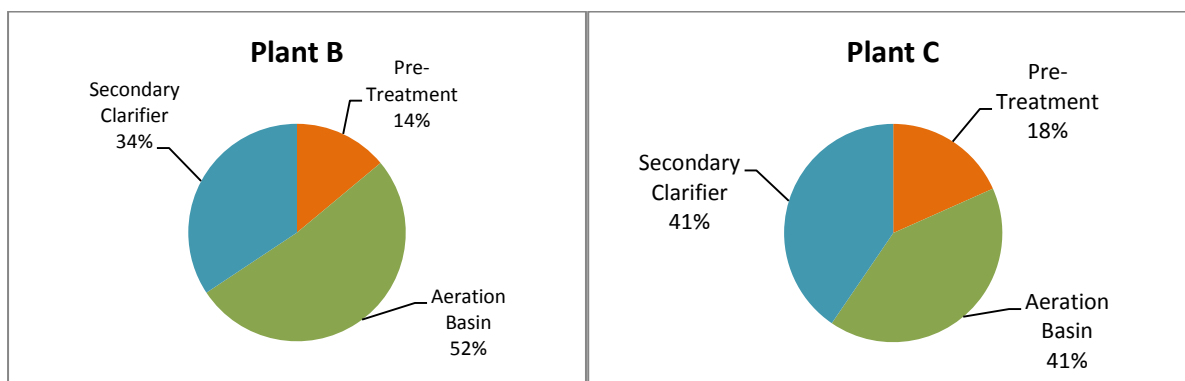 Plant B
Pre-
Treatment
14%
Secondary
Clarifier
34%
Aeration
Basin
52%
Plant C
Pre-
Treatment
18%
Secondary
Clarifier
41%
Aeration
Basin
41%